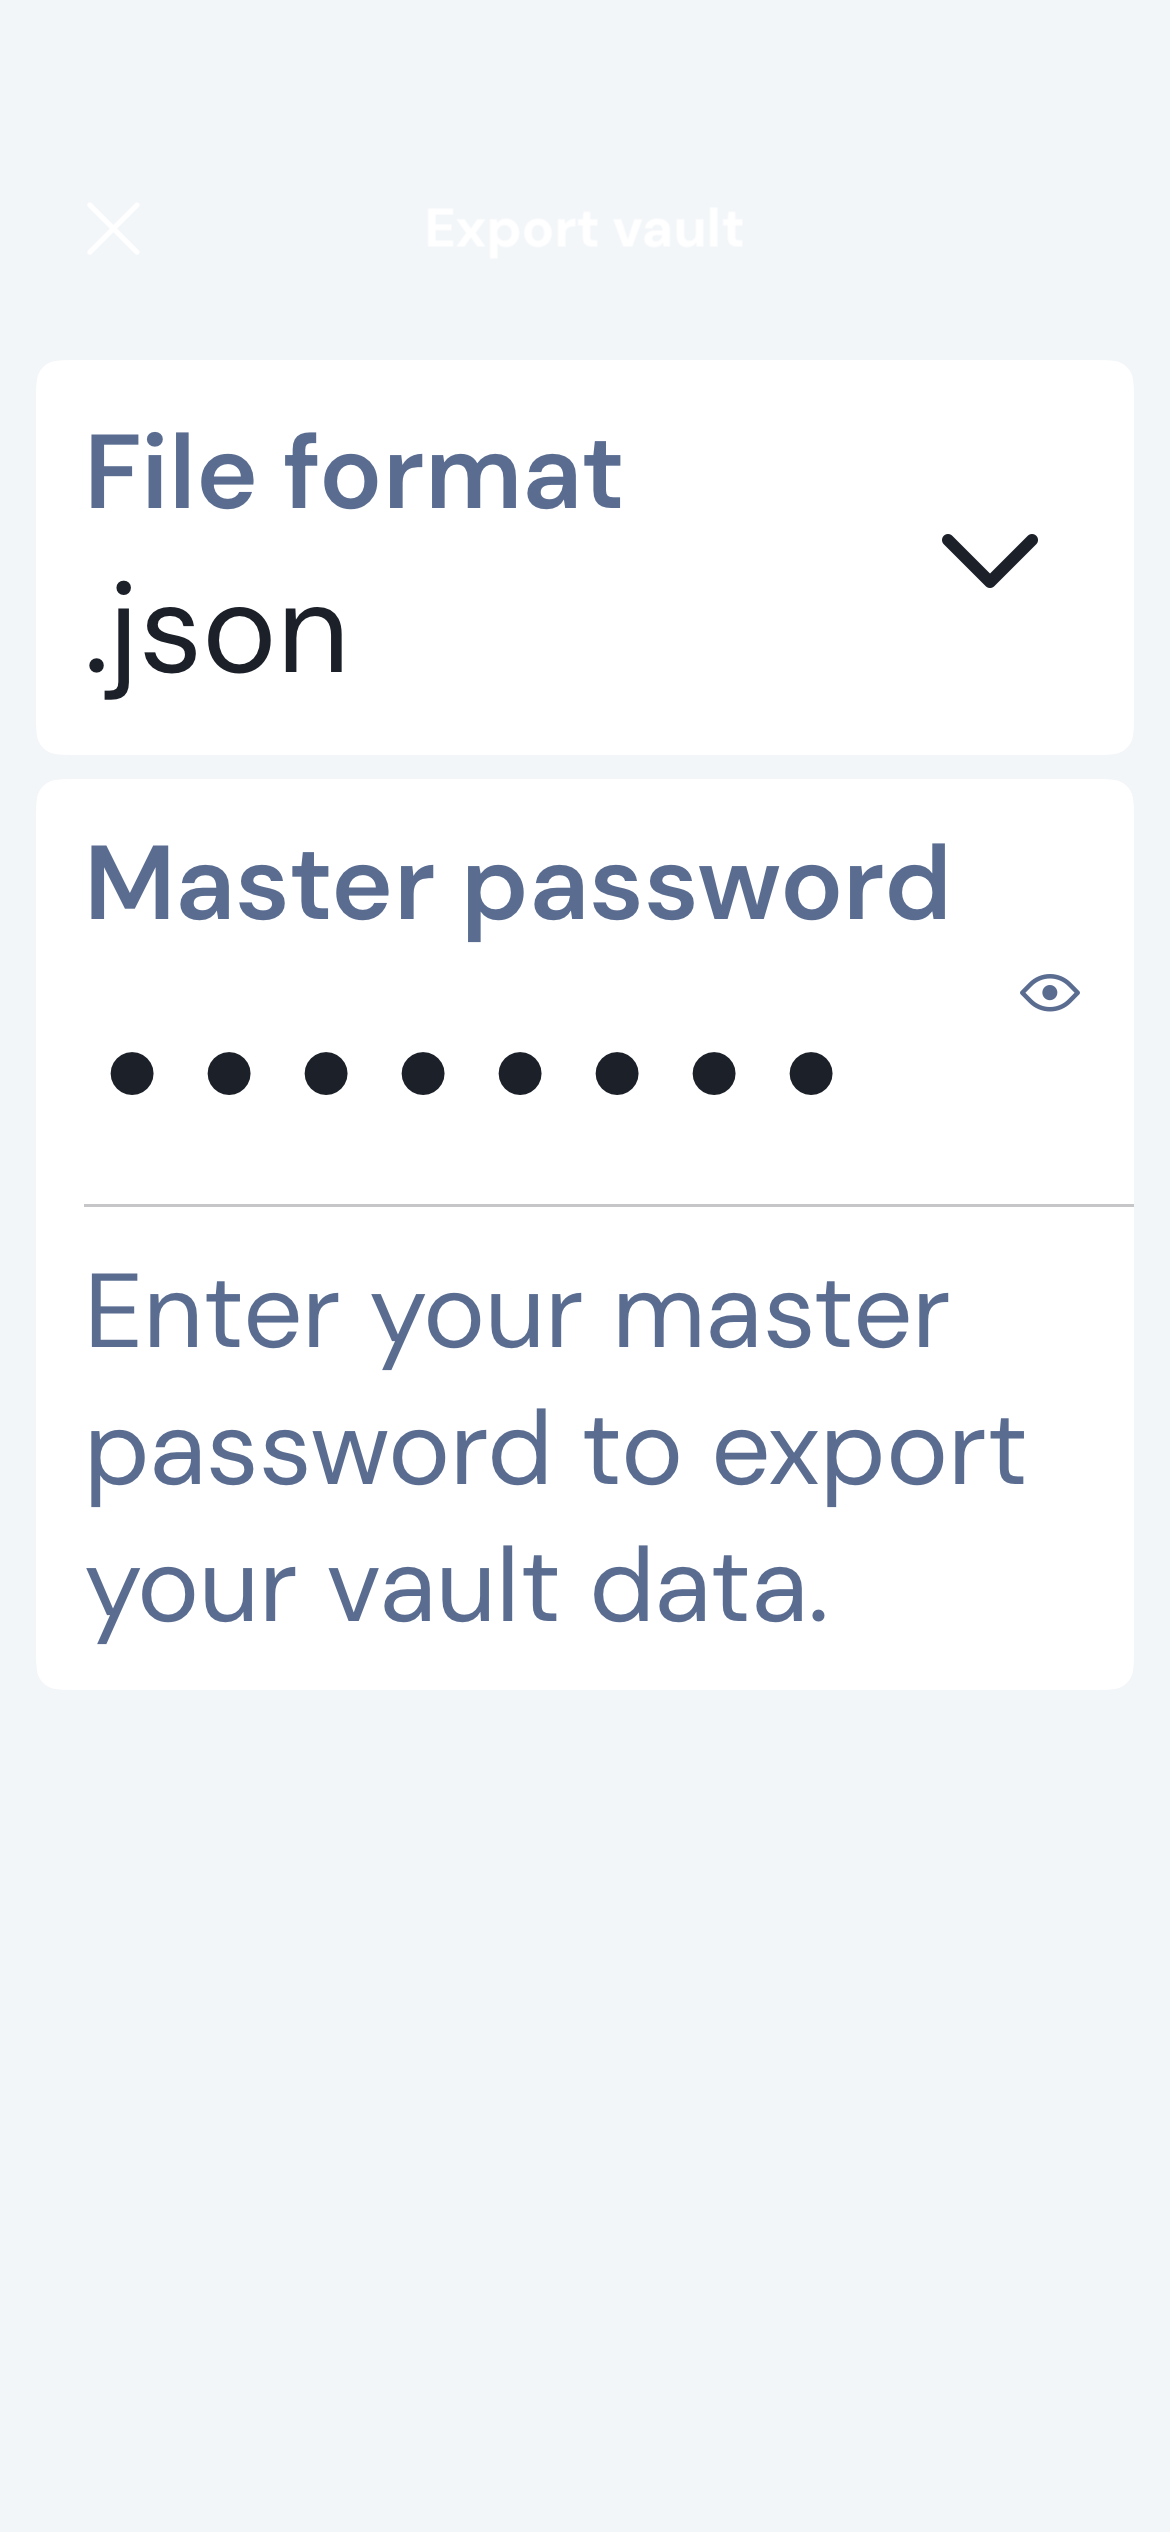 Export vault
File format
.json
Master password
••••••••
Enter your master
password to export
your vault data.